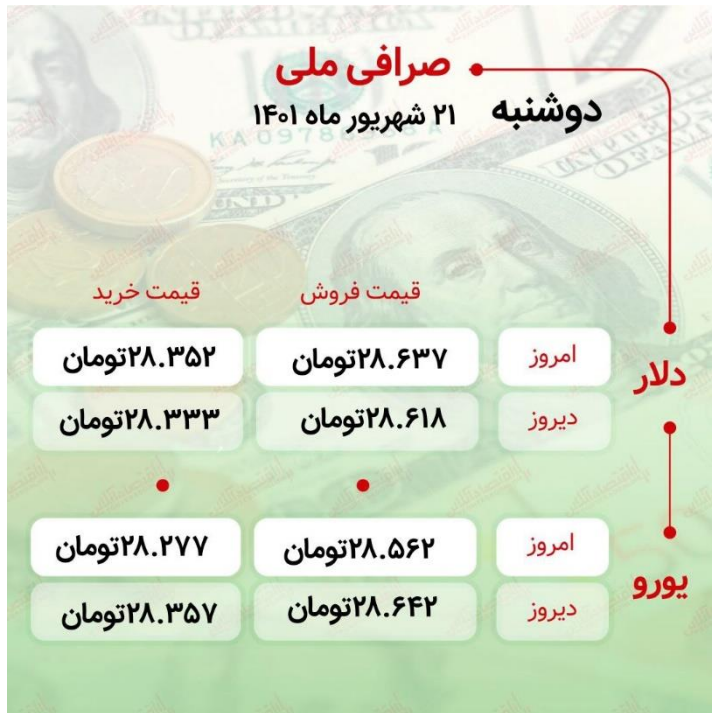 صرافی ملی
دوشنبه ۲۱ شهریور ماه ۱۴۰۱
قیمت فروش قیمت خرید
دلار
امروز ۲۸.۶۳۷تومان ۲۸.۳۵۲تومان
دیروز ۲۸.۶۱۸تومان ۲۸.۳۳۳تومان
یورو
امروز ۲۸.۵۶۲تومان ۲۸.۲۷۷تومان
دیروز ۲۸.۶۴۲تومان ۲۸.۳۵۷تومان